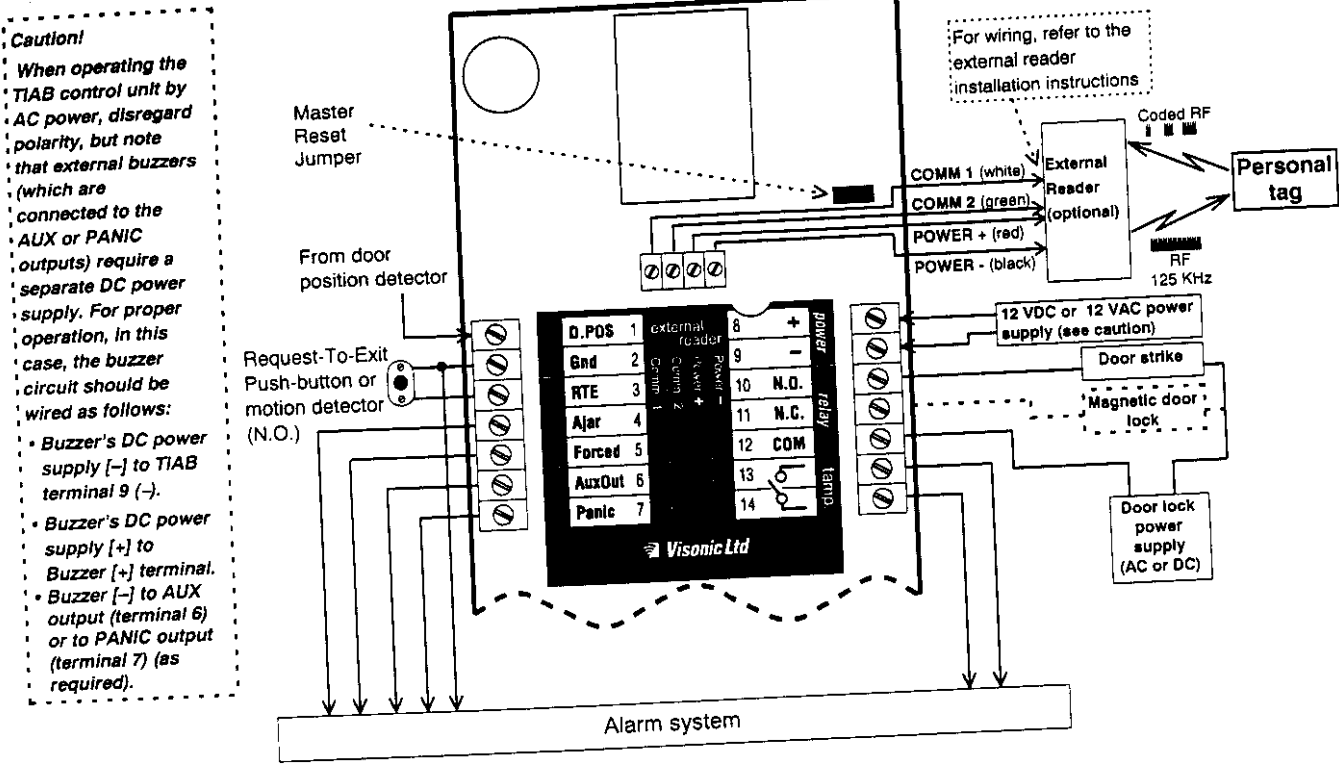 Caution!
When operating the
TIAB control unit by
AC power, disregard
polarity, but note
that external buzzers
(which are
connected to the
AUX or PANIC
outputs) require a
separate DC power
supply. For proper
operation, in this
case, the buzzer
circuit should be
wired as follows:
• Buzzer's DC power
supply [–] to TIAB
terminal 9 (–).
• Buzzer's DC power
supply [+] to
Buzzer [+] terminal.
• Buzzer [–] to AUX
output (terminal 6)
or to PANIC output
(terminal 7) (as
required).
Master
Reset
Jumper
From door
position detector
Request-To-Exit
Push-button or
motion detector
(N.O.)
For wiring, refer to the
external reader
installation instructions
COMM 1 (white)
COMM 2 (green)
POWER + (red)
POWER - (black)
External
Reader
(optional)
Coded RF
Personal
tag
RF
125 KHz
D.POS 1
Gnd 2
RTE 3
Ajar 4
Forced 5
AuxOut 6
Panic 7
external
reader
Comm 1
Comm 2
Power +
Power –
8 +
9 –
10 N.O.
11 N.C.
12 COM
13
14
power
relay
tamp
Visonic Ltd
12 VDC or 12 VAC power
supply (see caution)
Door strike
Magnetic door
lock
Door lock
power
supply
(AC or DC)
Alarm system